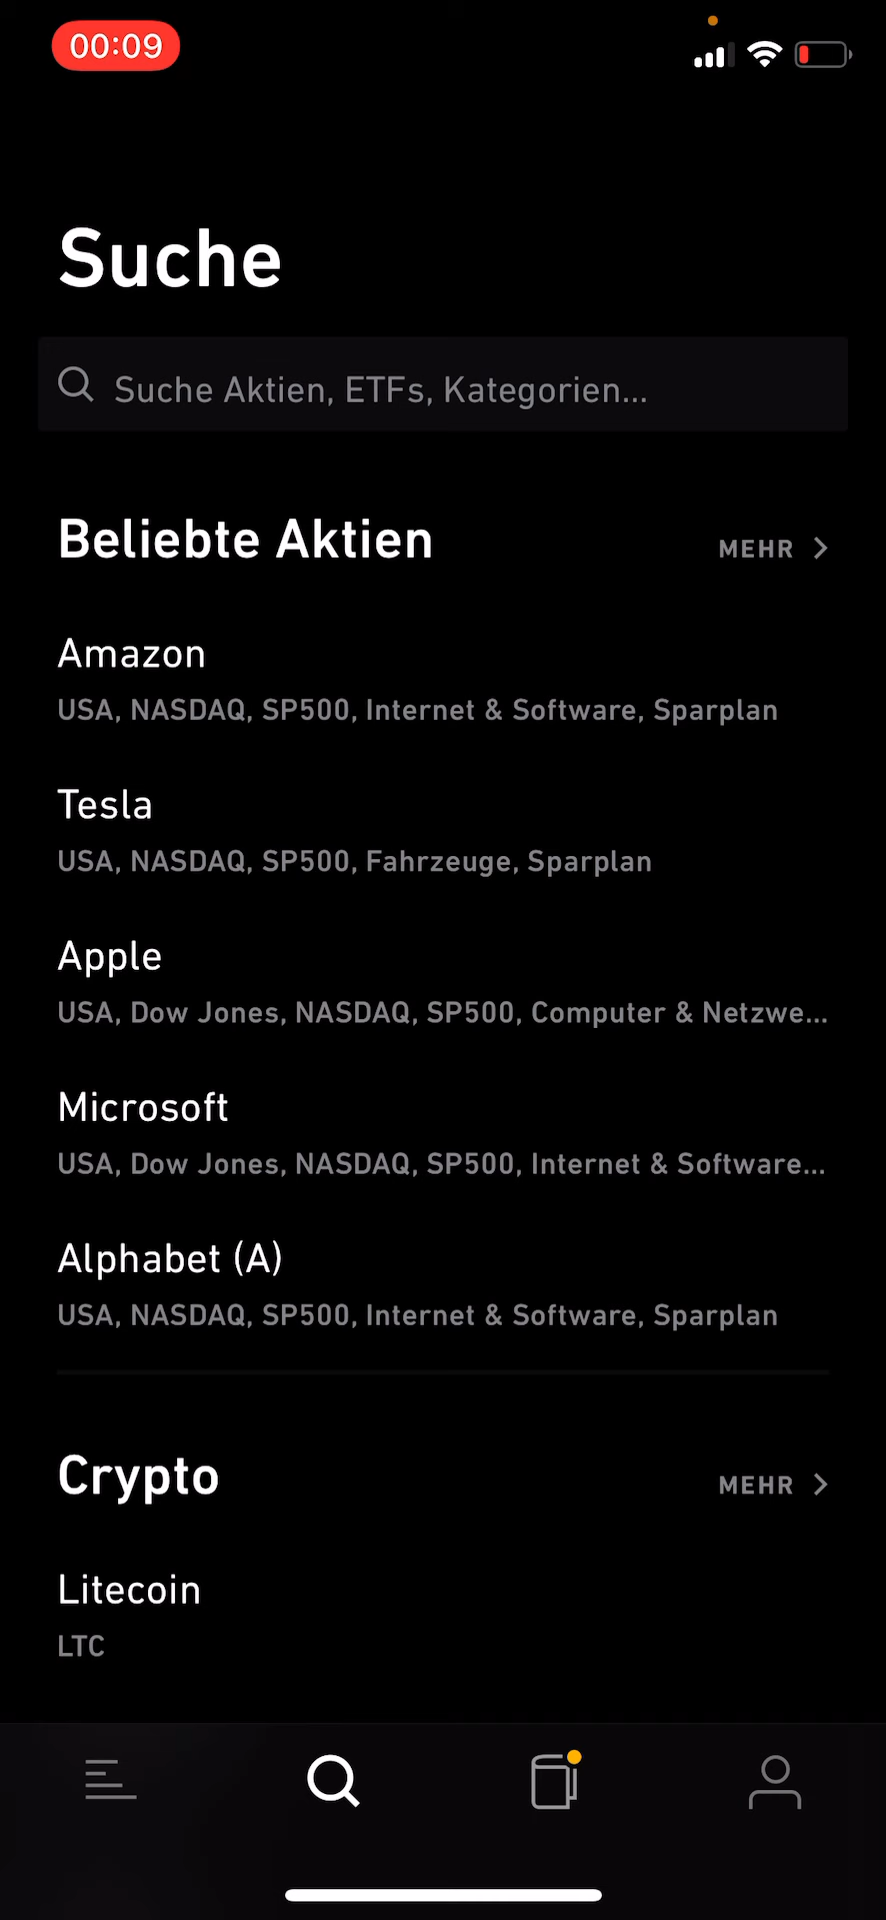 00:09
Suche
Suche Aktien, ETFs, Kategorien...
Beliebte Aktien
MEHR
Amazon
USA, NASDAQ, SP500, Internet & Software, Sparplan
Tesla
USA, NASDAQ, SP500, Fahrzeuge, Sparplan
Apple
USA, Dow Jones, NASDAQ, SP500, Computer & Netzwe...
Microsoft
USA, Dow Jones, NASDAQ, SP500, Internet & Software...
Alphabet (A)
USA, NASDAQ, SP500, Internet & Software, Sparplan
Crypto
MEHR
Litecoin
LTC